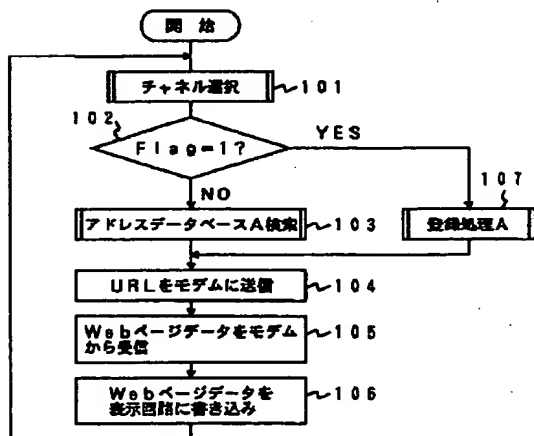 開始
チャネル選択
101
102
Flag=1?
YES
NO
107
アドレスデータベースA検索
103
登録処理A
URLをモデムに送信
104
Webページデータをモデム
から受信
105
Webページデータを
表示回路に書き込み
106